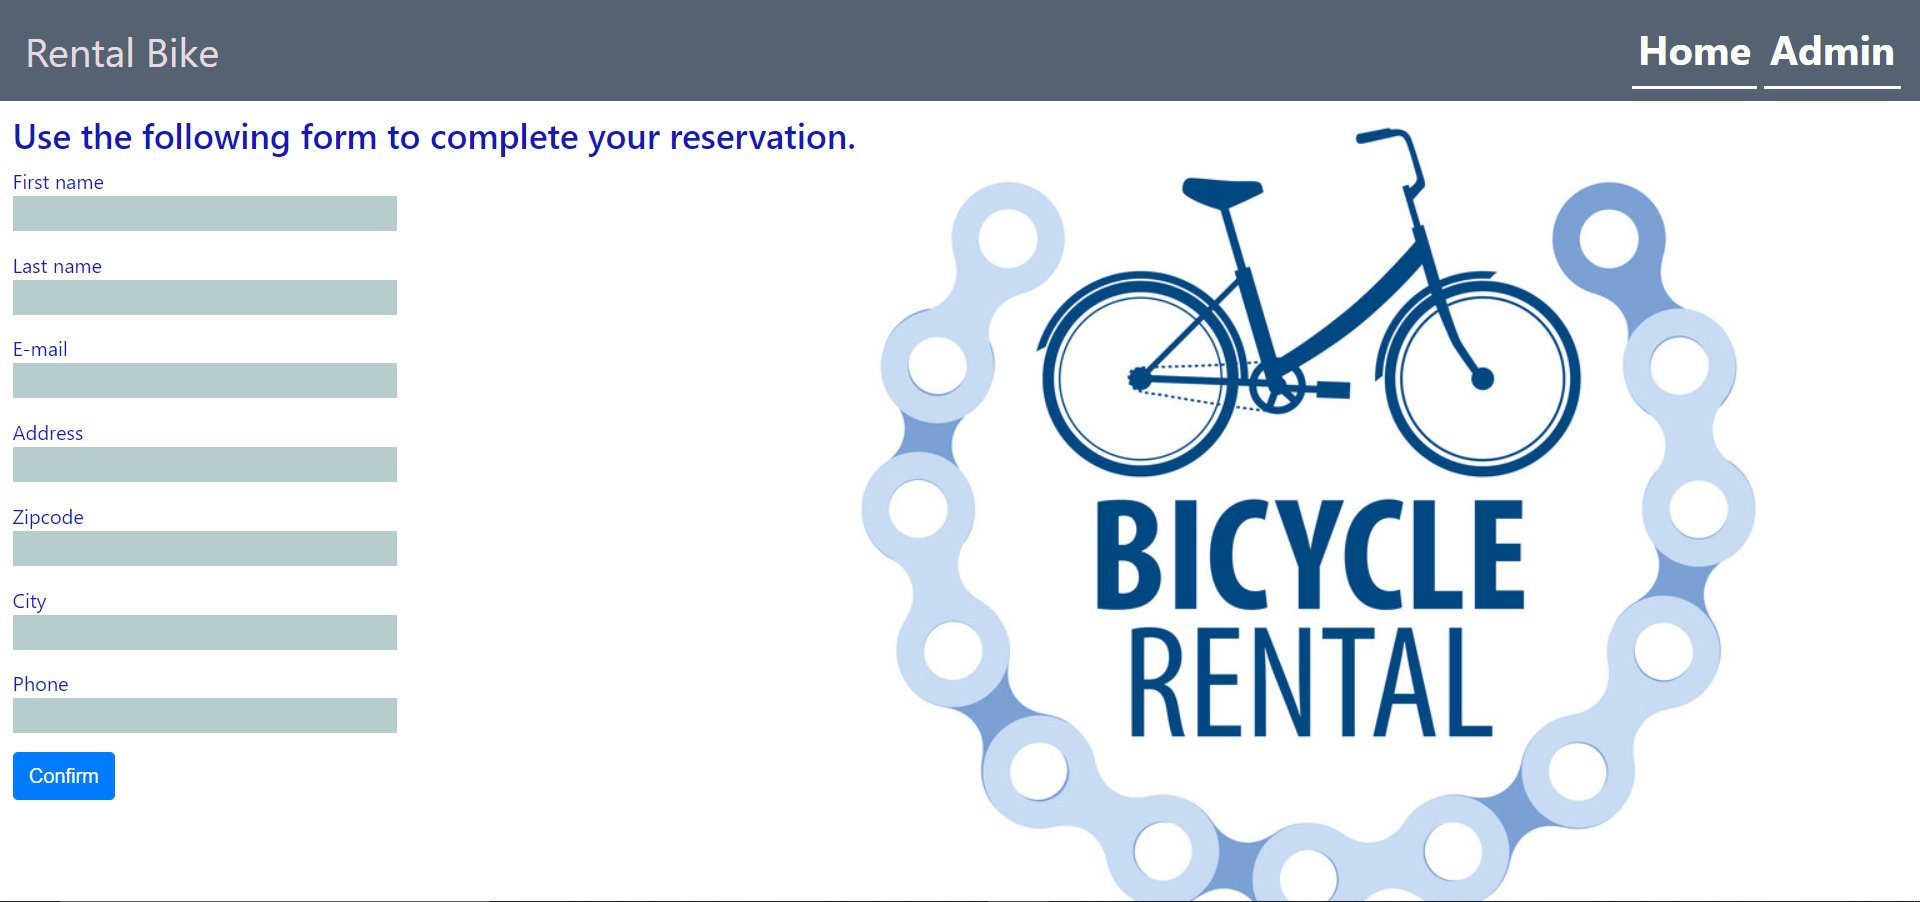 Rental Bike
Home Admin
Use the following form to complete your reservation.
First name
Last name
E-mail
Address
Zipcode
City
Phone
Confirm
BICYCLE
RENTAL